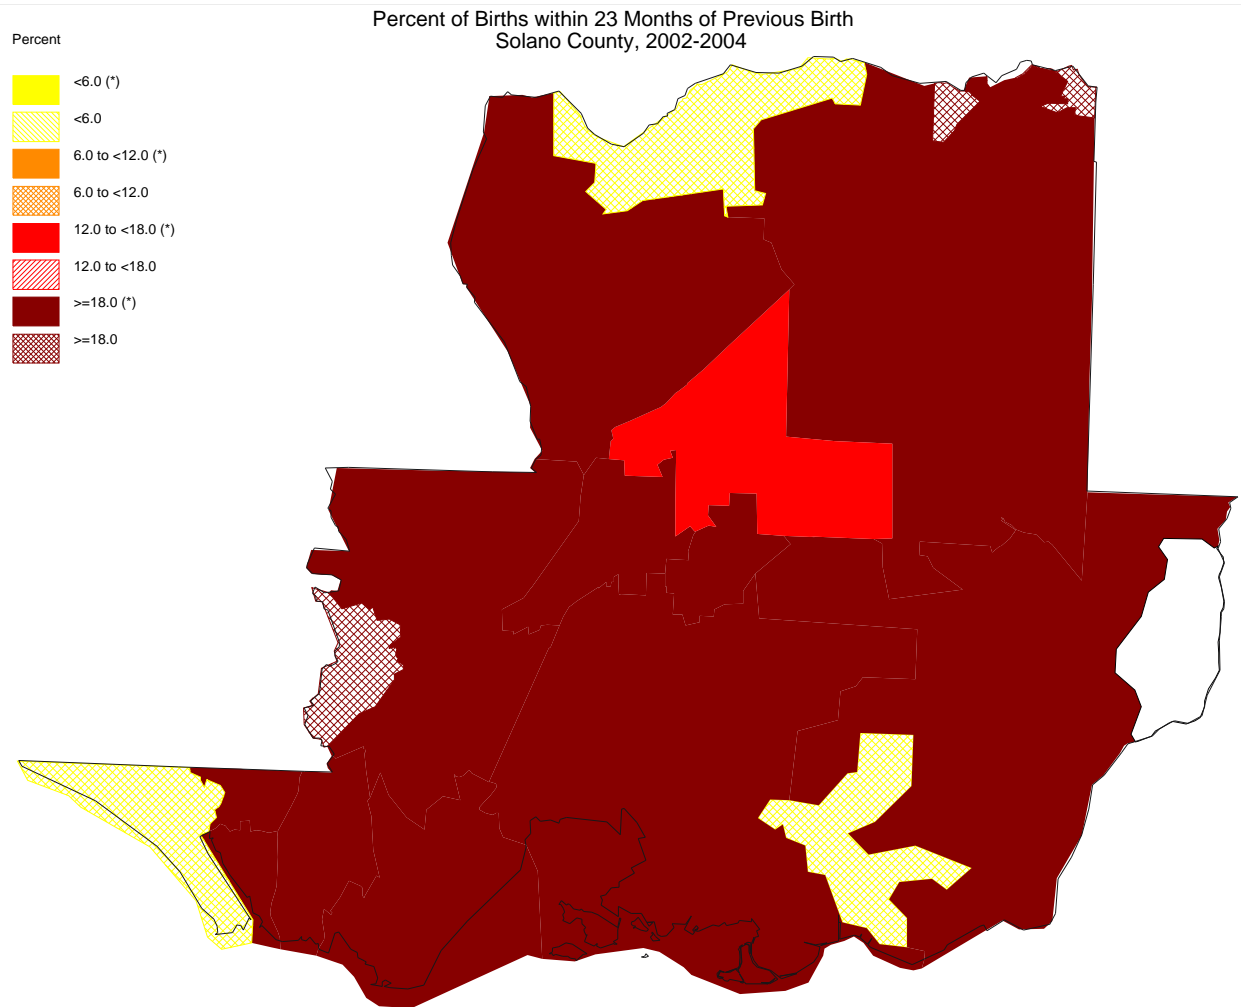 Percent of Births within 23 Months of Previous Birth
Solano County, 2002-2004
Percent
<6.0 (*)
<6.0
6.0 to <12.0 (*)
6.0 to <12.0
12.0 to <18.0 (*)
12.0 to <18.0
>=18.0 (*)
>=18.0